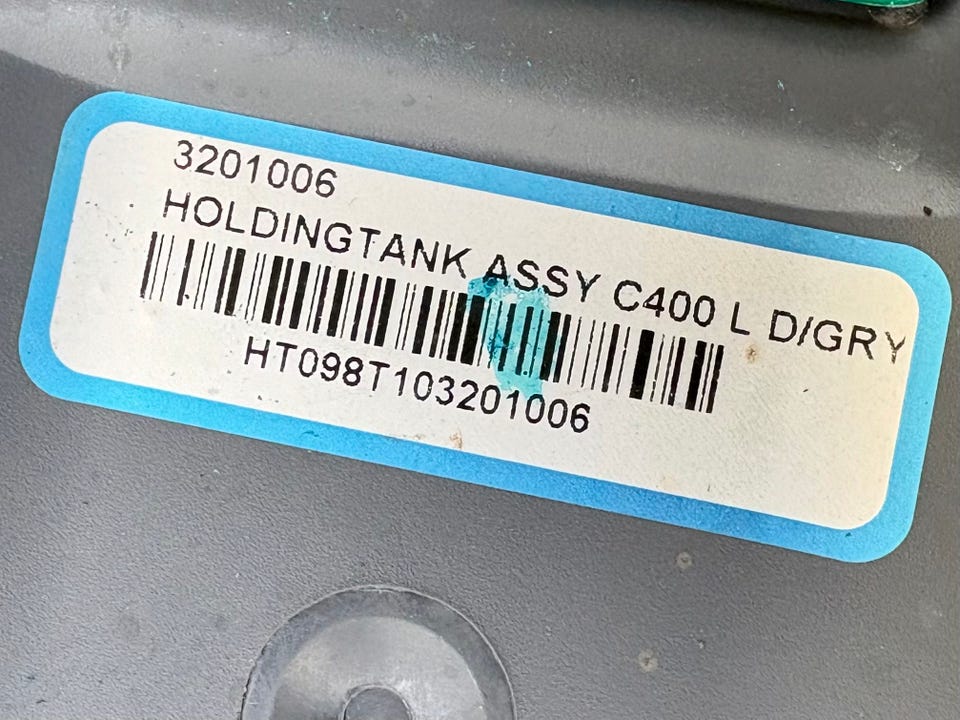 3201006
HOLDINGTANK ASSY C400 L D/GRY
HT098T103201006